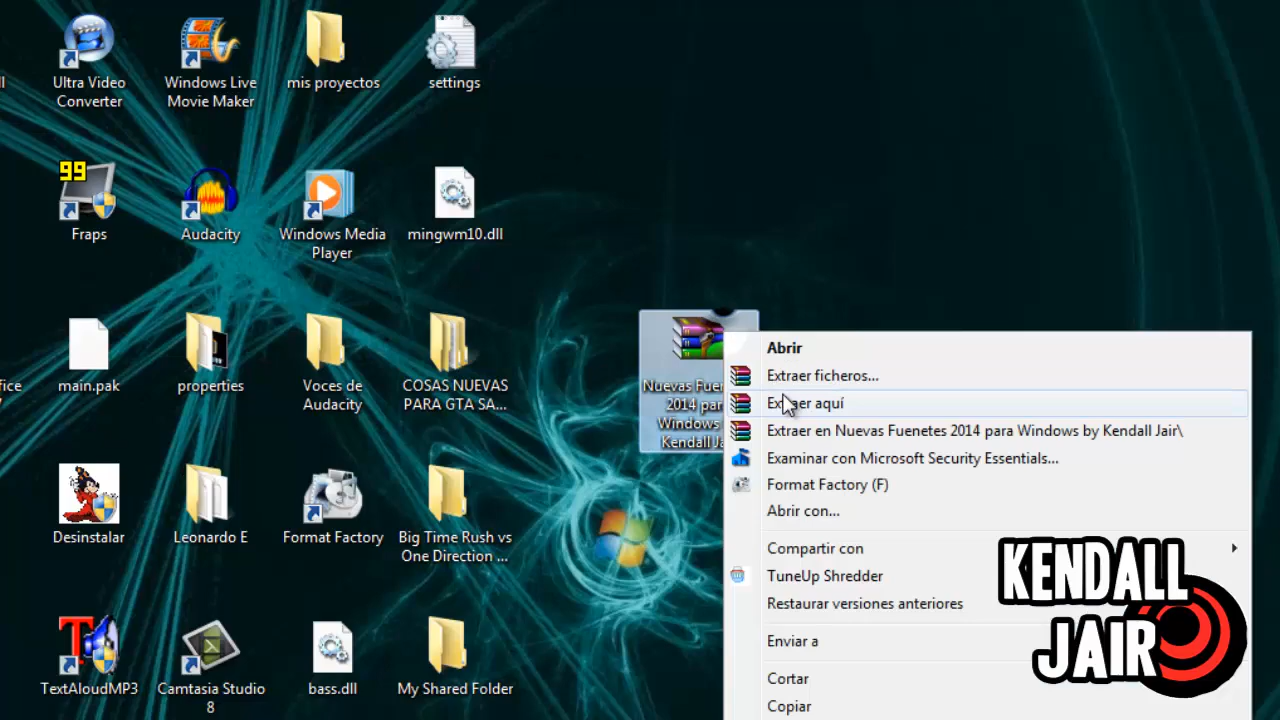 ll
Ultra Video
Converter
Windows Live
Movie Maker
mis proyectos
settings
99
Fraps
Audacity
Windows Media
Player
mingwm10.dll
main.pak
properties
Voces de
Audacity
COSAS NUEVAS
PARA GTA SA...
Nuevas Fuen
2014 par
Windows
Kendall Ja
Abrir
Extraer ficheros...
Extraer aquí
Extraer en Nuevas Fuenetes 2014 para Windows by Kendall Jair\
Examinar con Microsoft Security Essentials...
Format Factory (F)
Abrir con...
Compartir con
TuneUp Shredder
Restaurar versiones anteriores
Enviar a
Cortar
Copiar
Desinstalar
Leonardo E
Format Factory
Big Time Rush vs
One Direction ...
TextAloudMP3
Camtasia Studio
8
bass.dll
My Shared Folder
KENDALL
JAIR